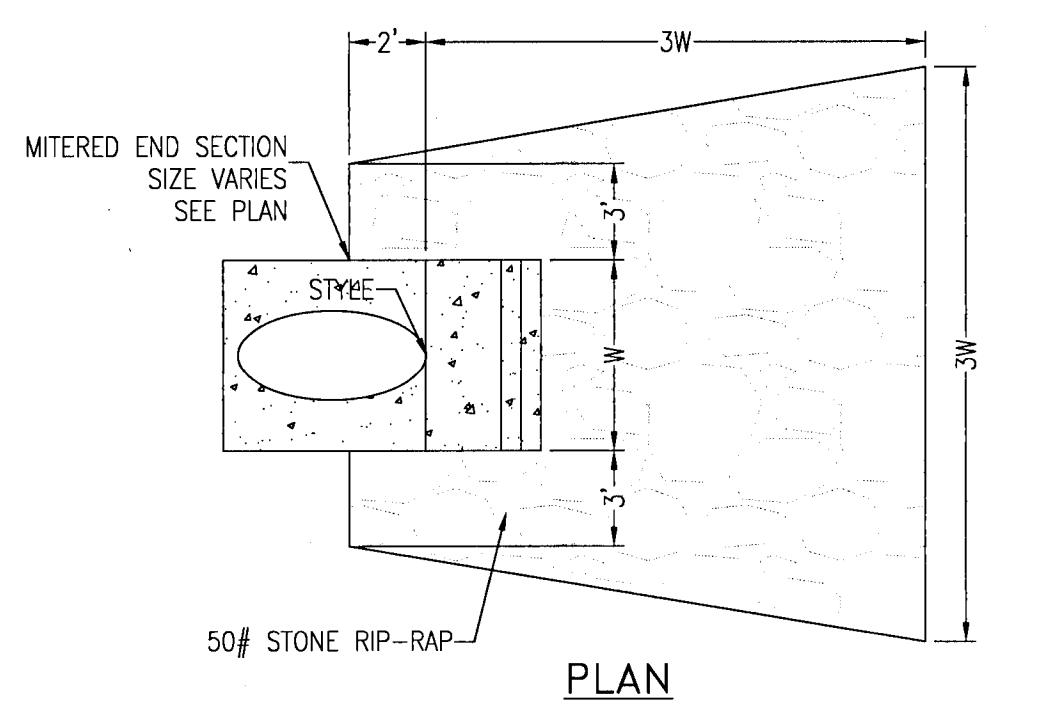 2'
3W
MITERED END SECTION
SIZE VARIES
SEE PLAN
3'
STYLE
W
3W
3'
50# STONE RIP-RAP
PLAN